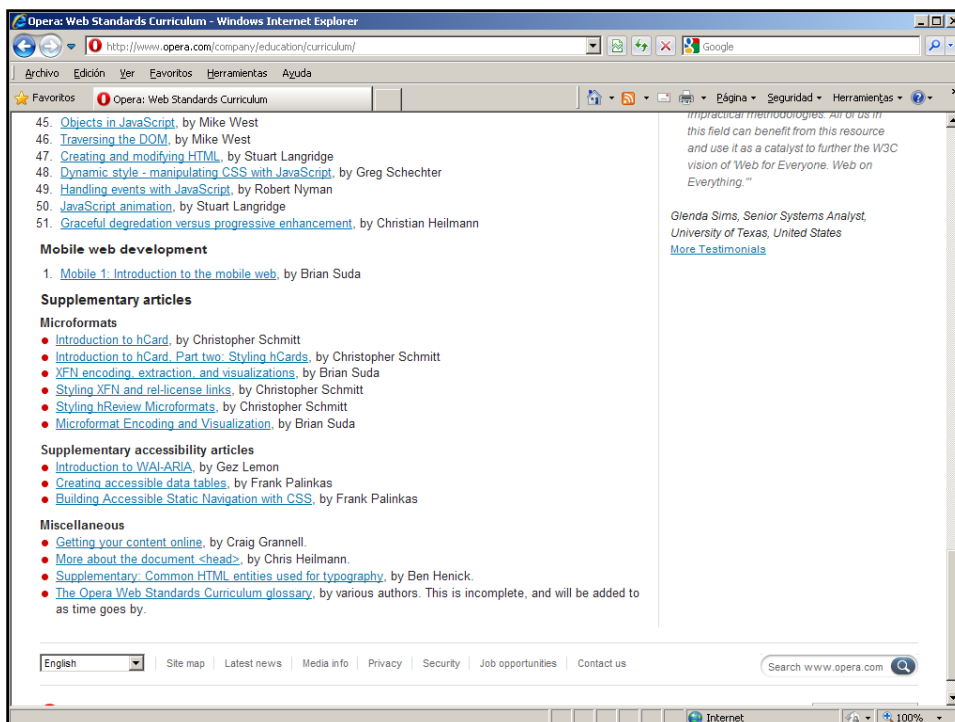 Opera: Web Standards Curriculum - Windows Internet Explorer
http://www.opera.com/company/education/curriculum/
Google
Archivo Edición Ver Favoritos Herramientas Ayuda
Favoritos Opera: Web Standards Curriculum Página Seguridad Herramientas
45. Objects in JavaScript, by Mike West
46. Traversing the DOM, by Mike West
47. Creating and modifying HTML, by Stuart Langridge
48. Dynamic style - manipulating CSS with JavaScript, by Greg Schechter
49. Handling events with JavaScript, by Robert Nyman
50. JavaScript animation, by Stuart Langridge
51. Graceful degredation versus progressive enhancement, by Christian Heilmann
Mobile web development
1. Mobile 1: Introduction to the mobile web, by Brian Suda
Supplementary articles
Microformats
Introduction to hCard, by Christopher Schmitt
Introduction to hCard, Part two: Styling hCards, by Christopher Schmitt
XFN encoding, extraction, and visualizations, by Brian Suda
Styling XFN and rel-license links, by Christopher Schmitt
Styling hReview Microformats, by Christopher Schmitt
Microformat Encoding and Visualization, by Brian Suda
Supplementary accessibility articles
Introduction to WAI-ARIA, by Gez Lemon
Creating accessible data tables, by Frank Palinkas
Building Accessible Static Navigation with CSS, by Frank Palinkas
Miscellaneous
Getting your content online, by Craig Grannell.
More about the document <head>, by Chris Heilmann.
Supplementary: Common HTML entities used for typography, by Ben Henick.
The Opera Web Standards Curriculum glossary, by various authors. This is incomplete, and will be added to
as time goes by.
impractical methodologies. All of us in
this field can benefit from this resource
and use it as a catalyst to further the W3C
vision of 'Web for Everyone. Web on
Everything.'"
Glenda Sims, Senior Systems Analyst,
University of Texas, United States
More Testimonials
English Site map Latest news Media info Privacy Security Job opportunities Contact us Search www.opera.com
Internet 100%